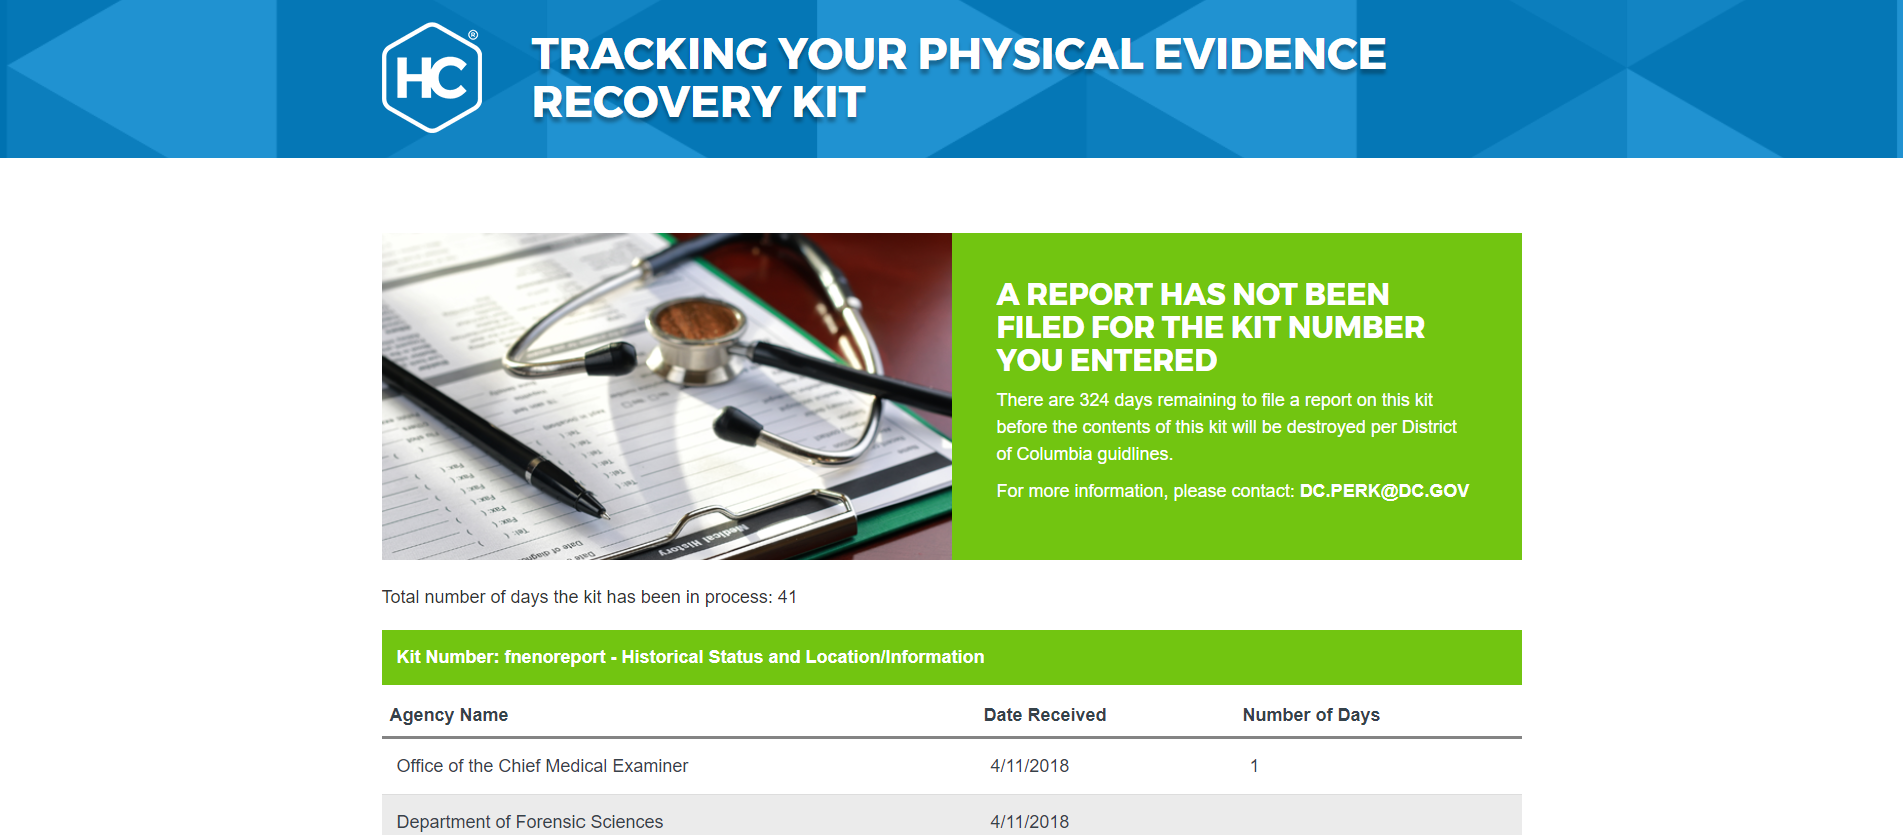 HC®
TRACKING YOUR PHYSICAL EVIDENCE
RECOVERY KIT
A REPORT HAS NOT BEEN
FILED FOR THE KIT NUMBER
YOU ENTERED
There are 324 days remaining to file a report on this kit
before the contents of this kit will be destroyed per District
of Columbia guidlines.
For more information, please contact: DC.PERK@DC.GOV
Medical History
Total number of days the kit has been in process: 41
Kit Number: fnenoreport - Historical Status and Location/Information
Agency Name Date Received Number of Days
Office of the Chief Medical Examiner 4/11/2018 1
Department of Forensic Sciences 4/11/2018